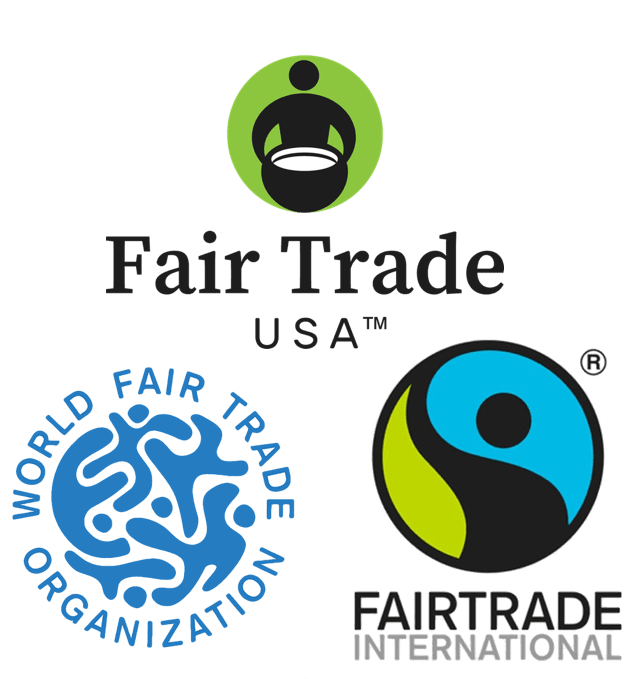 Fair Trade
USA™
WORLD FAIR TRADE
ORGANIZATION
®
FAIRTRADE
INTERNATIONAL